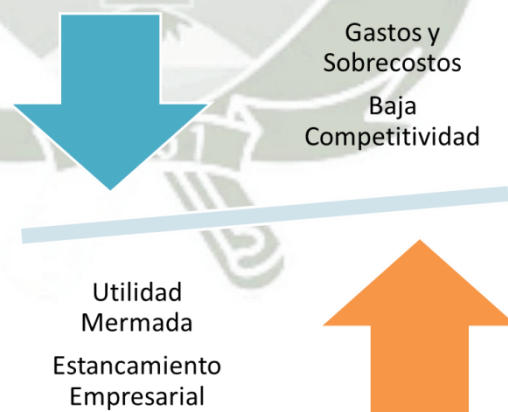 Gastos y
Sobrecostos
Baja
Competitividad
Utilidad
Mermada
Estancamiento
Empresarial